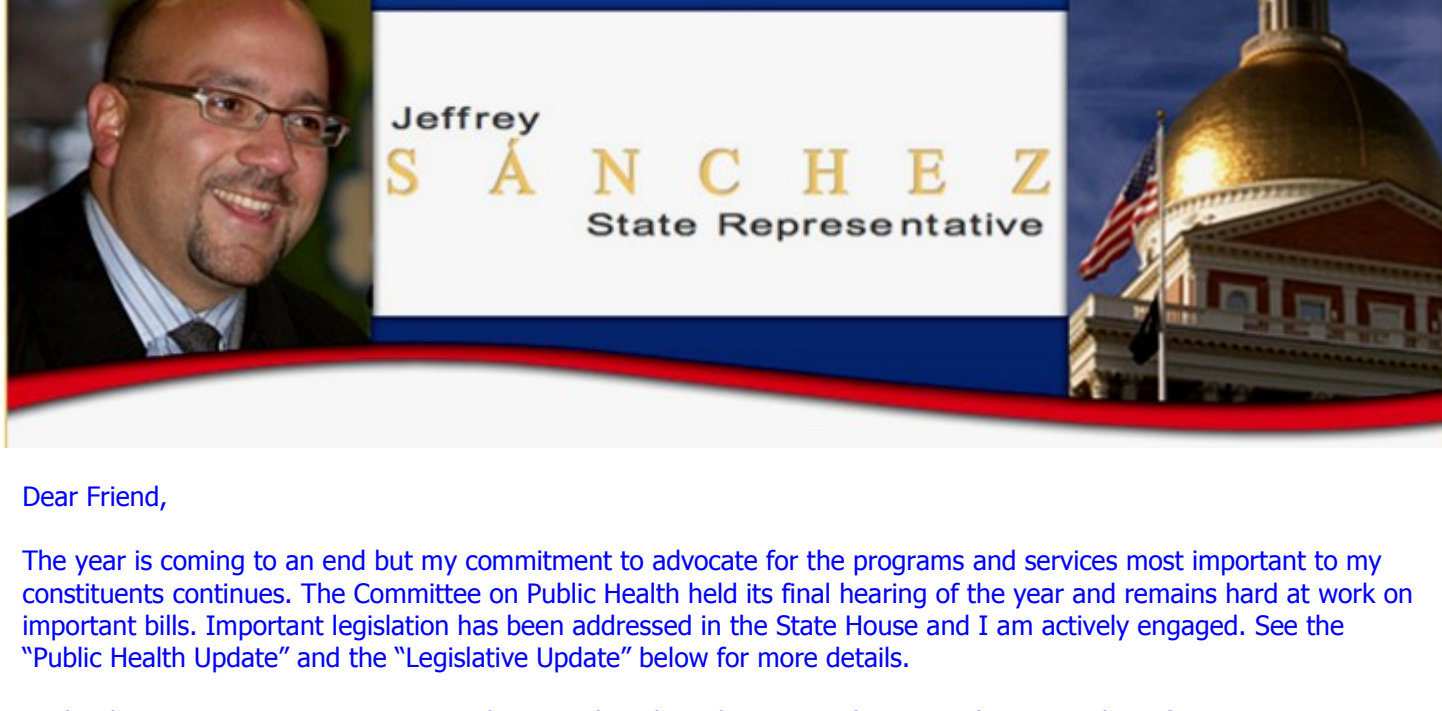 Jeffrey
SÁNCHEZ
State Representative
Dear Friend,
The year is coming to an end but my commitment to advocate for the programs and services most important to my
constituents continues. The Committee on Public Health held its final hearing of the year and remains hard at work on
important bills. Important legislation has been addressed in the State House and I am actively engaged. See the
“Public Health Update” and the “Legislative Update” below for more details.